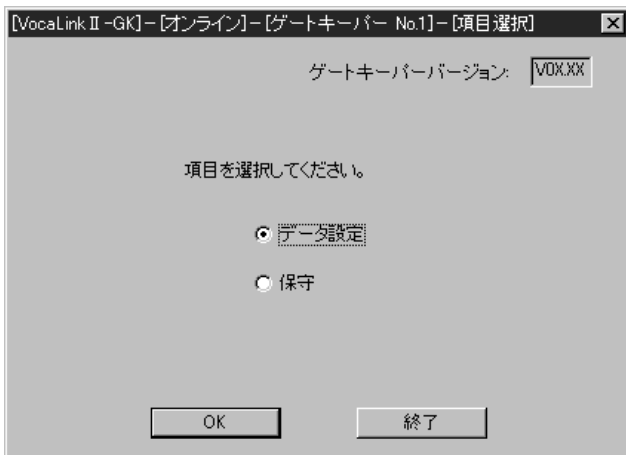 [VocaLink Ⅱ -GK]-[オンライン]-[ゲートキーパー No.1]-[項目選択]
ゲートキーパーバージョン: V0X.XX
項目を選択してください。
データ設定
保守
OK 終了